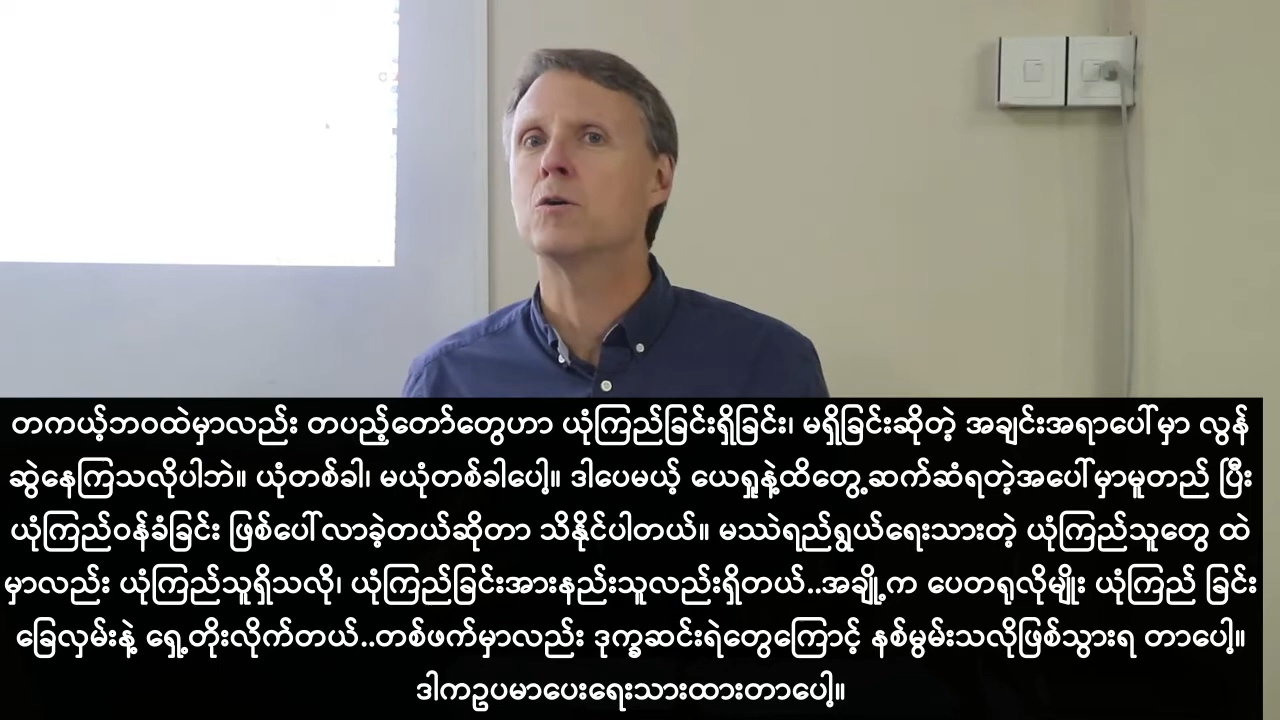 တကယ့်ဘဝထဲမှာလည်း တပည့်တော်တွေဟာ ယုံကြည်ခြင်းရှိခြင်း၊ မရှိခြင်းဆိုတဲ့ အချင်းအရာပေါ်မှာ လွန်
ဆွဲနေကြသလိုပါဘဲ။ ယုံတစ်ခါ၊ မယုံတစ်ခါပေါ့။ ဒါပေမယ့် ယေရှုနဲ့ထိတွေ့ဆက်ဆံရတဲ့အပေါ်မှာမူတည် ပြီး
ယုံကြည်ဝန်ခံခြင်း ဖြစ်ပေါ်လာခဲ့တယ်ဆိုတာ သိနိုင်ပါတယ်။ မဿဲရည်ရွယ်ရေးသားတဲ့ ယုံကြည်သူတွေ ထဲ
မှာလည်း ယုံကြည်သူရှိသလို၊ ယုံကြည်ခြင်းအားနည်းသူလည်းရှိတယ်..အချို့က ပေတရုလိုမျိုး ယုံကြည် ခြင်း
ခြေလှမ်းနဲ့ ရှေ့တိုးလိုက်တယ်..တစ်ဖက်မှာလည်း ဒုက္ခဆင်းရဲတွေကြောင့် နစ်မွမ်းသလိုဖြစ်သွားရ တာပေါ့။
ဒါကဥပမာပေးရေးသားထားတာပေါ့။